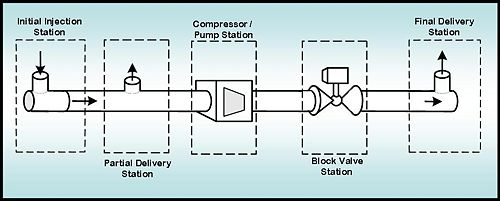 Initial Injection
Station
Compressor /
Pump Station
Final Delivery
Station
Partial Delivery
Station
Block Valve
Station